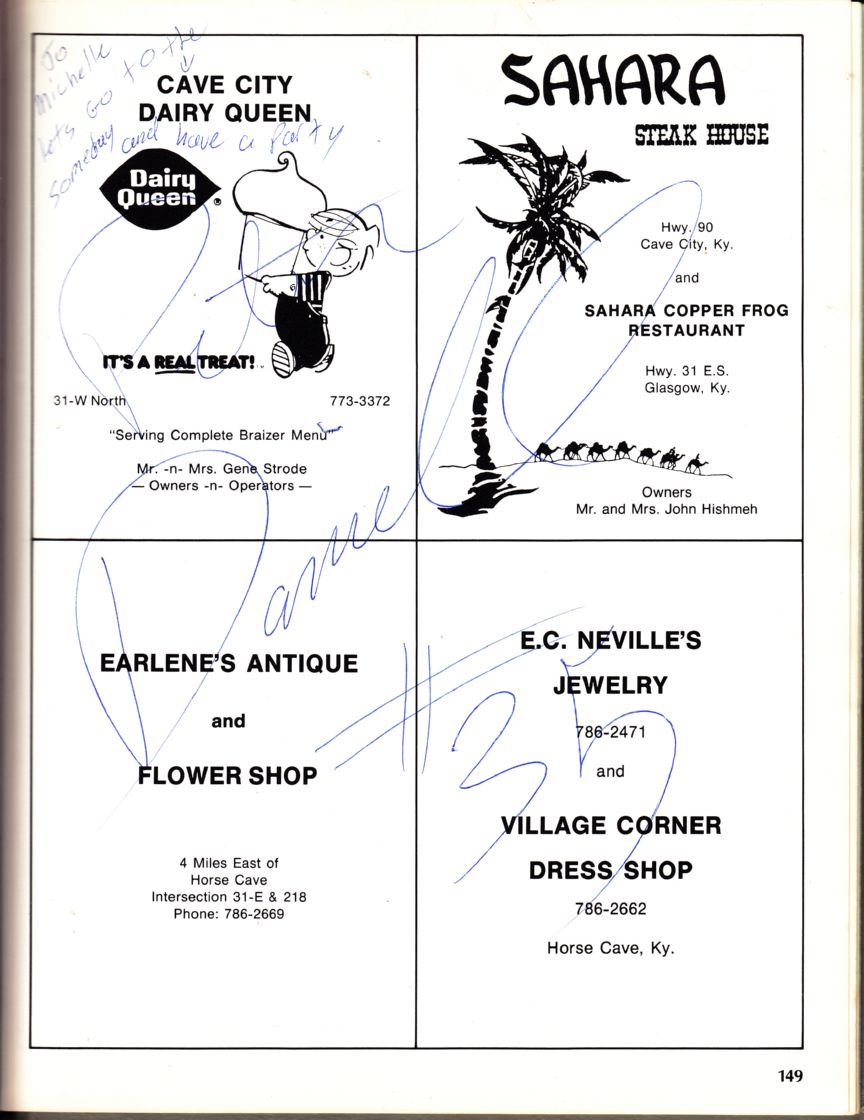 To
Michelle
Let's Go to the
CAVE CITY
DAIRY QUEEN
someday and have a Party
Dairy
Queen®
IT'S A REAL TREAT!
31-W North 773-3372
"Serving Complete Braizer Menu"
Mr. -n- Mrs. Gene Strode
— Owners -n- Operators —
SAHARA
STEAK HOUSE
Hwy. 90
Cave City, Ky.
and
SAHARA COPPER FROG
RESTAURANT
Hwy. 31 E.S.
Glasgow, Ky.
Owners
Mr. and Mrs. John Hishmeh
Daniel
#35
EARLENE'S ANTIQUE
and
FLOWER SHOP
4 Miles East of
Horse Cave
Intersection 31-E & 218
Phone: 786-2669
E.C. NEVILLE'S
JEWELRY
786-2471
and
VILLAGE CORNER
DRESS SHOP
786-2662
Horse Cave, Ky.
149